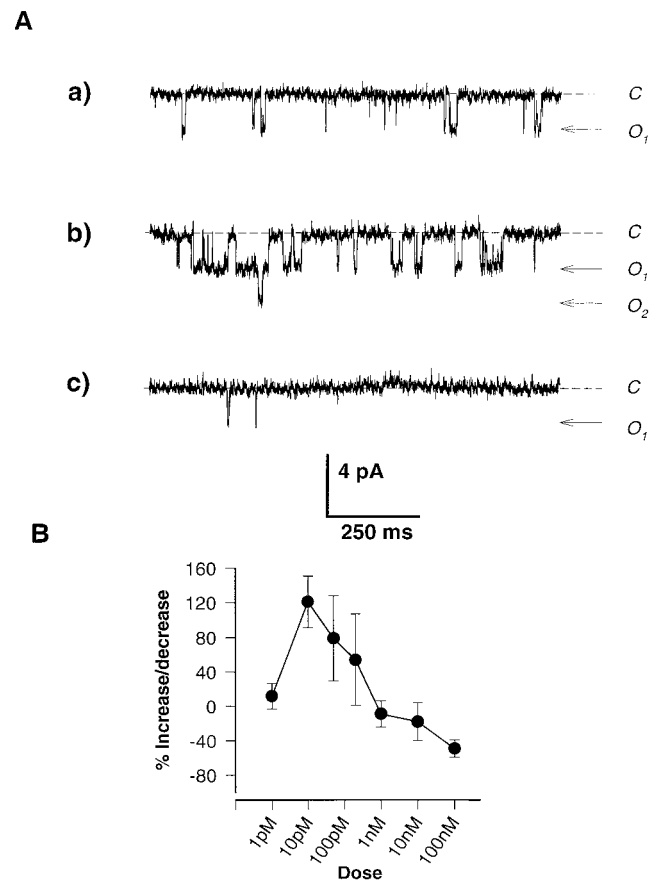 A
a)
C
O1
b)
C
O1
O2
c)
C
O1
4 pA
250 ms
B
% Increase/decrease
160
120
80
40
0
-40
-80
1pM
10pM
100pM
1nM
10nM
100nM
Dose